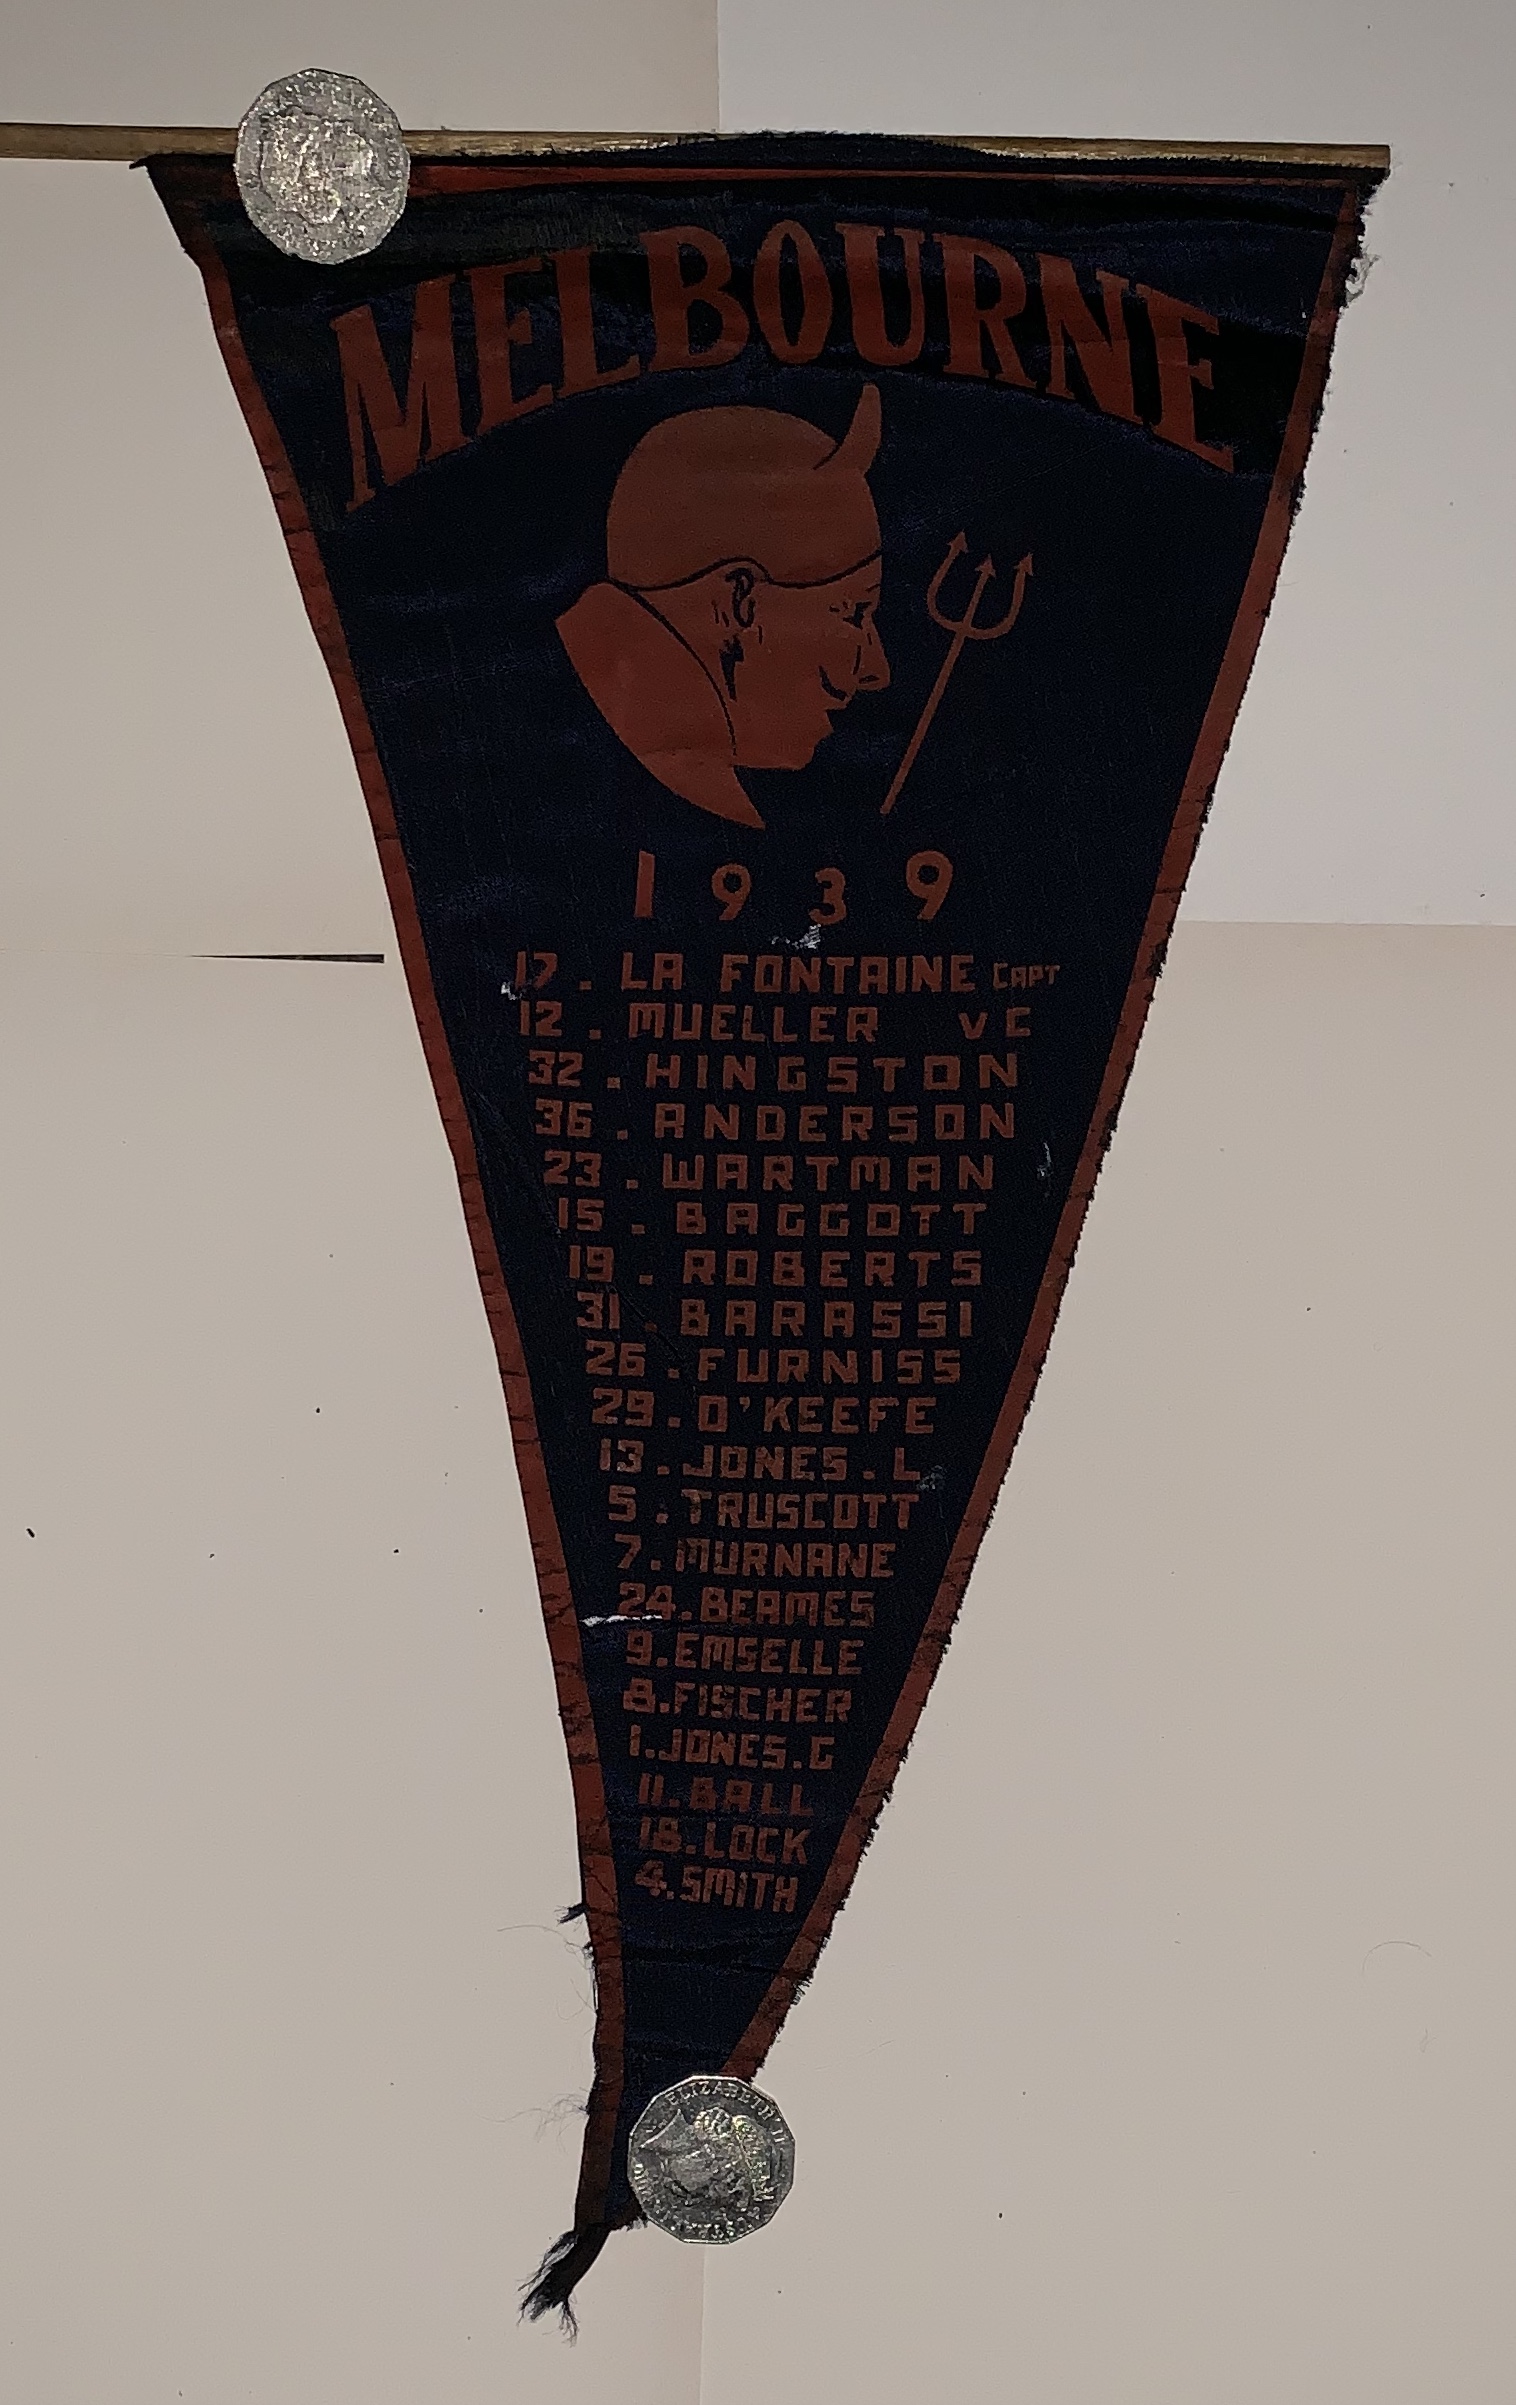 MELBOURNE
1939
17. LA FONTAINE CAPT
12. MUELLER VC
32. HINGSTON
36. ANDERSON
23. WARTMAN
15. BAGGOTT
19. ROBERTS
31. BARASSI
26. FURNISS
29. O'KEEFE
13. JONES. L
5. TRUSCOTT
7. MURNANE
24. BEAMES
9. EMSELLE
8. FISCHER
1. JONES. G
11. BALL
18. LOCK
4. SMITH
ELIZABETH II